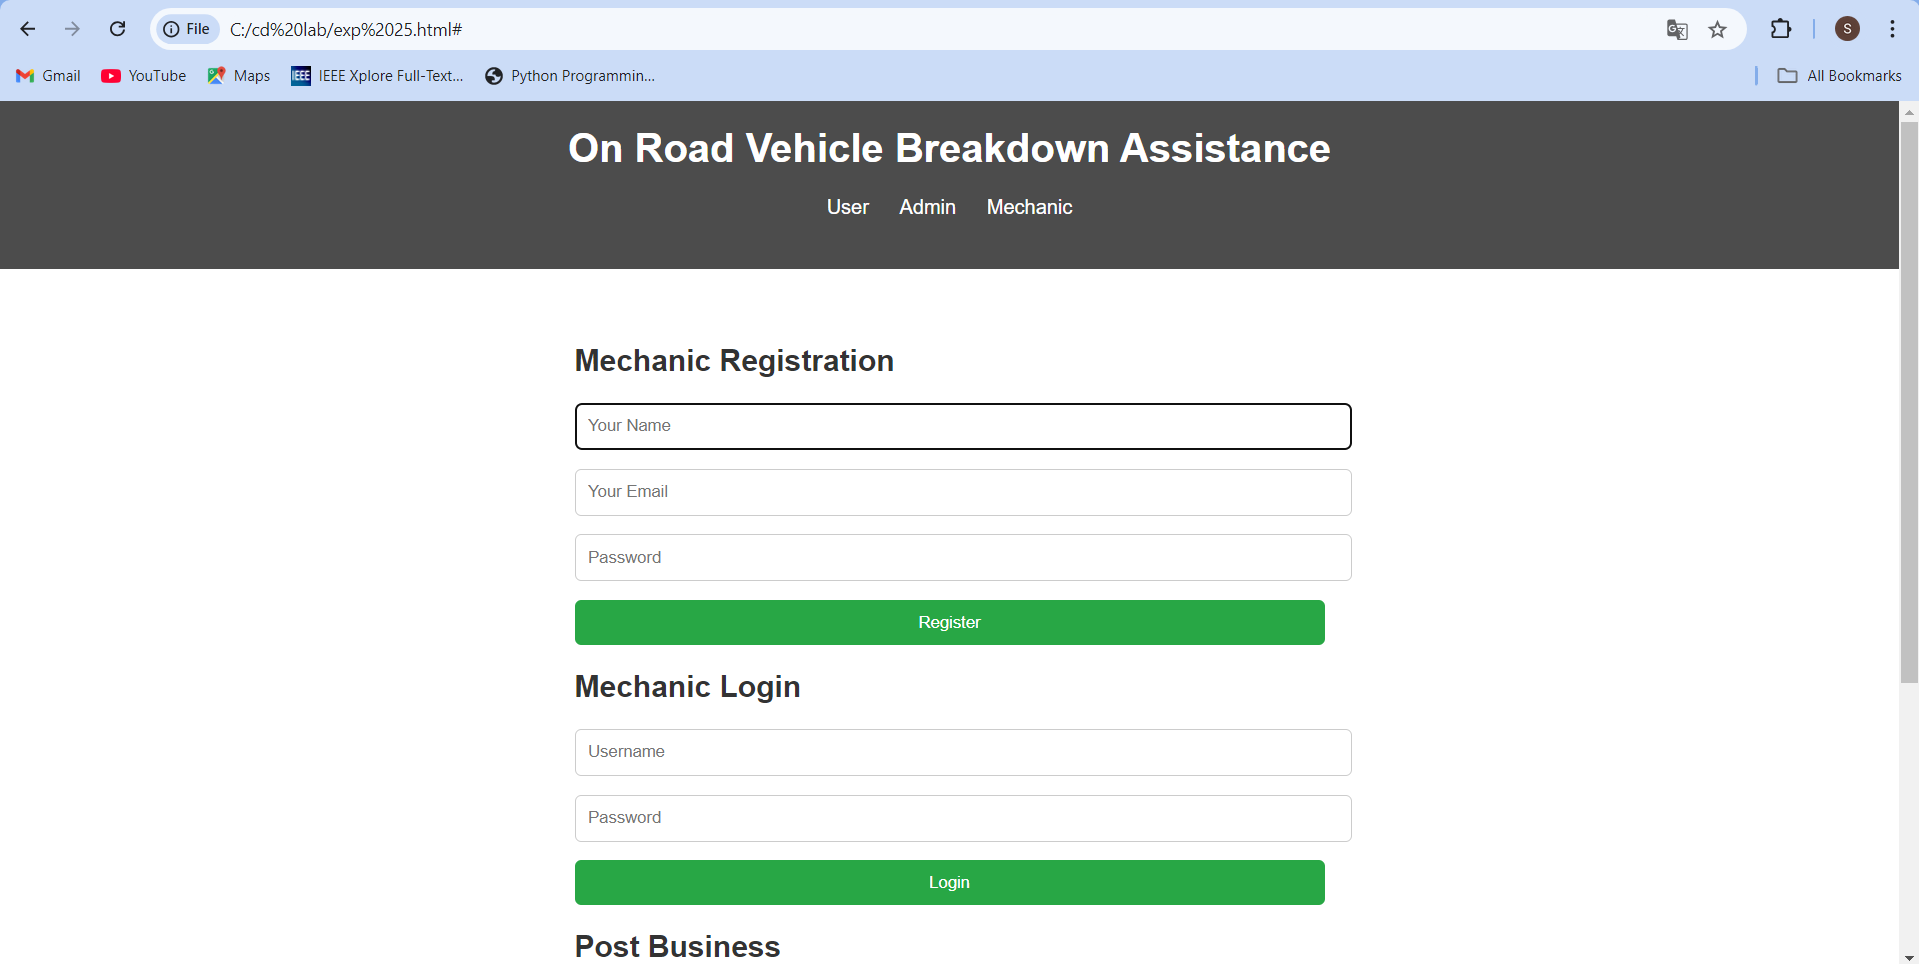 File C:/cd%20lab/exp%2025.html#
S
Gmail YouTube Maps IEEE IEEE Xplore Full-Text... Python Programmin... All Bookmarks
On Road Vehicle Breakdown Assistance
User Admin Mechanic
Mechanic Registration
Your Name
Your Email
Password
Register
Mechanic Login
Username
Password
Login
Post Business